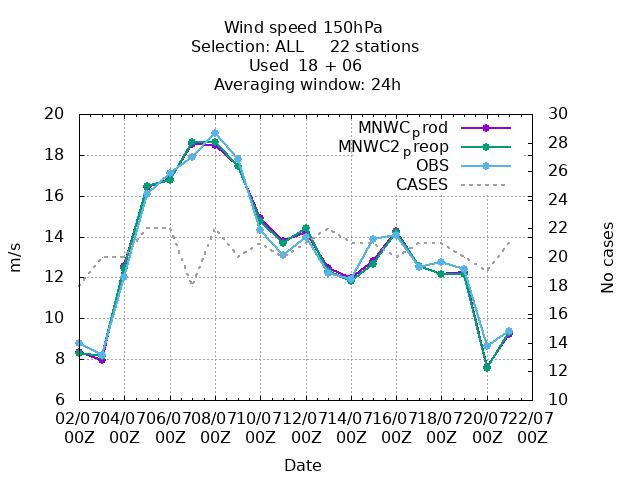 Wind speed 150hPa
Selection: ALL 22 stations
Used 18 + 06
Averaging window: 24h
m/s
20
18
16
14
12
10
8
6
MNWCprod
MNWC2preop
OBS
CASES
30
28
26
24
22
20
18
16
14
12
10
No cases
02/07 04/07 06/07 08/07 10/07 12/07 14/07 16/07 18/07 20/07 22/07
00Z 00Z 00Z 00Z 00Z 00Z 00Z 00Z 00Z 00Z 00Z
Date